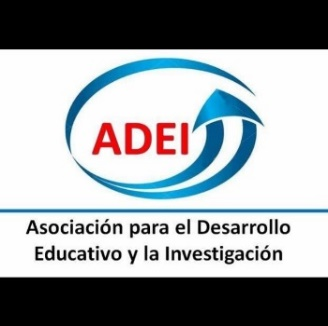 ADEI
Asociación para el Desarrollo
Educativo y la Investigación